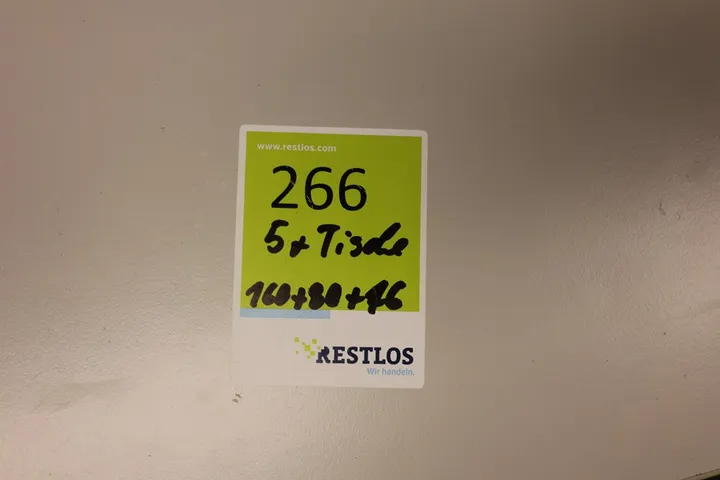 www.restlos.com
266
5x Tische
160x80x76
RESTLOS
Wir handeln.